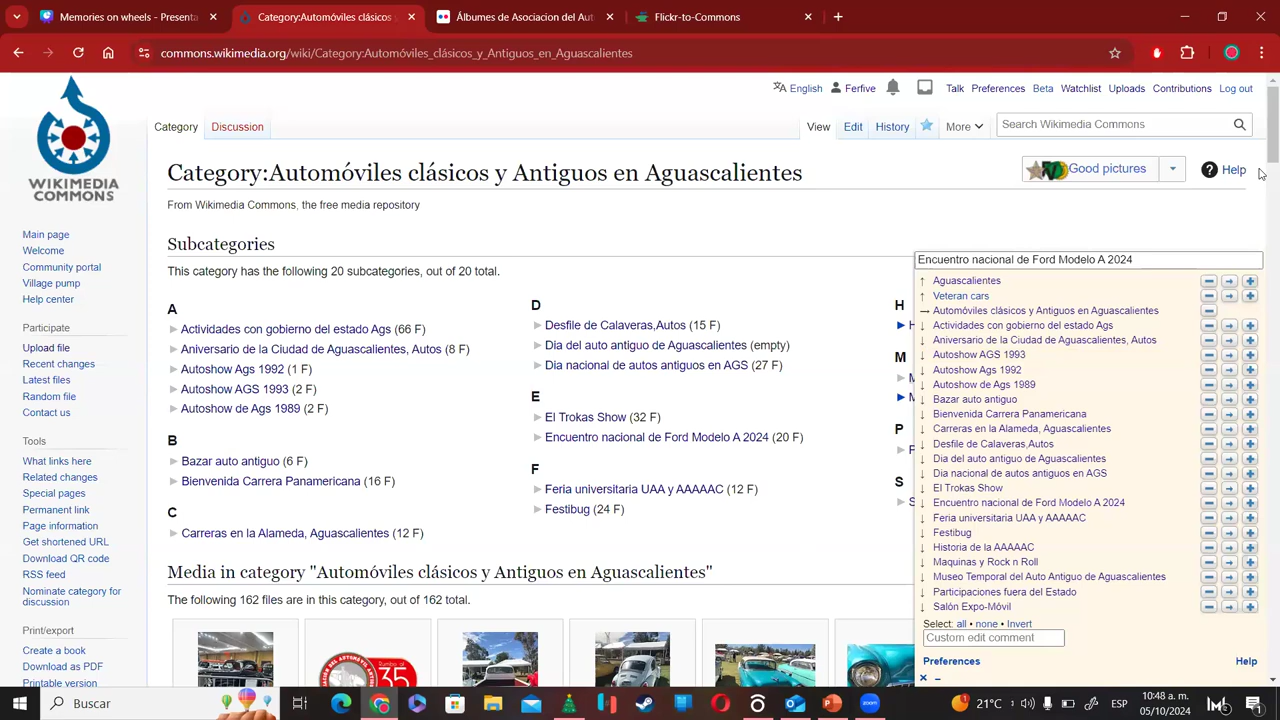 Memories on wheels - Presenta
Category:Automóviles clásicos
Álbumes de Asociacion del Aut
Flickr-to-Commons
commons.wikimedia.org/wiki/Category:Automóviles_clásicos_y_Antiguos_en_Aguascalientes
English Ferfive Talk Preferences Beta Watchlist Uploads Contributions Log out
Category Discussion View Edit History More Search Wikimedia Commons
WIKIMEDIA
COMMONS
Category:Automóviles clásicos y Antiguos en Aguascalientes
Good pictures
Help
From Wikimedia Commons, the free media repository
Main page
Welcome
Community portal
Village pump
Help center
Participate
Upload file
Recent changes
Latest files
Random file
Contact us
Tools
What links here
Related changes
Special pages
Permanent link
Page information
Get shortened URL
Download QR code
RSS feed
Nominate category for
discussion
Print/export
Create a book
Download as PDF
Printable version
Subcategories
This category has the following 20 subcategories, out of 20 total.
A
Actividades con gobierno del estado Ags (66 F)
Aniversario de la Ciudad de Aguascalientes, Autos (8 F)
Autoshow Ags 1992 (1 F)
Autoshow AGS 1993 (2 F)
Autoshow de Ags 1989 (2 F)
B
Bazar auto antiguo (6 F)
Bienvenida Carrera Panamericana (16 F)
C
Carreras en la Alameda, Aguascalientes (12 F)
D
Desfile de Calaveras,Autos (15 F)
Dia del auto antiguo de Aguascalientes (empty)
Dia nacional de autos antiguos en AGS (27 F)
E
El Trokas Show (32 F)
Encuentro nacional de Ford Modelo A 2024 (20 F)
F
Feria universitaria UAA y AAAAAC (12 F)
Festibug (24 F)
H
M
P
S
Media in category "Automóviles clásicos y Antiguos en Aguascalientes"
The following 162 files are in this category, out of 162 total.
Rumbo al
35
Encuentro nacional de Ford Modelo A 2024
↑ Aguascalientes
↑ Veteran cars
→ Automóviles clásicos y Antiguos en Aguascalientes
↓ Actividades con gobierno del estado Ags
↓ Aniversario de la Ciudad de Aguascalientes, Autos
↓ Autoshow AGS 1993
↓ Autoshow Ags 1992
↓ Autoshow de Ags 1989
↓ Bazar auto antiguo
↓ Bienvenida Carrera Panamericana
↓ Carreras en la Alameda, Aguascalientes
↓ Desfile de Calaveras,Autos
↓ Dia del auto antiguo de Aguascalientes
↓ Dia nacional de autos antiguos en AGS
↓ El Trokas Show
↓ Encuentro nacional de Ford Modelo A 2024
↓ Feria universitaria UAA y AAAAAC
↓ Festibug
↓ Historia de la AAAAAC
↓ Maquinas y Rock n Roll
↓ Museo Temporal del Auto Antiguo de Aguascalientes
↓ Participaciones fuera del Estado
↓ Salón Expo-Móvil
Select: all • none • Invert
Custom edit comment
Preferences Help
Buscar
21°C
ESP
10:48 a. m.
05/10/2024